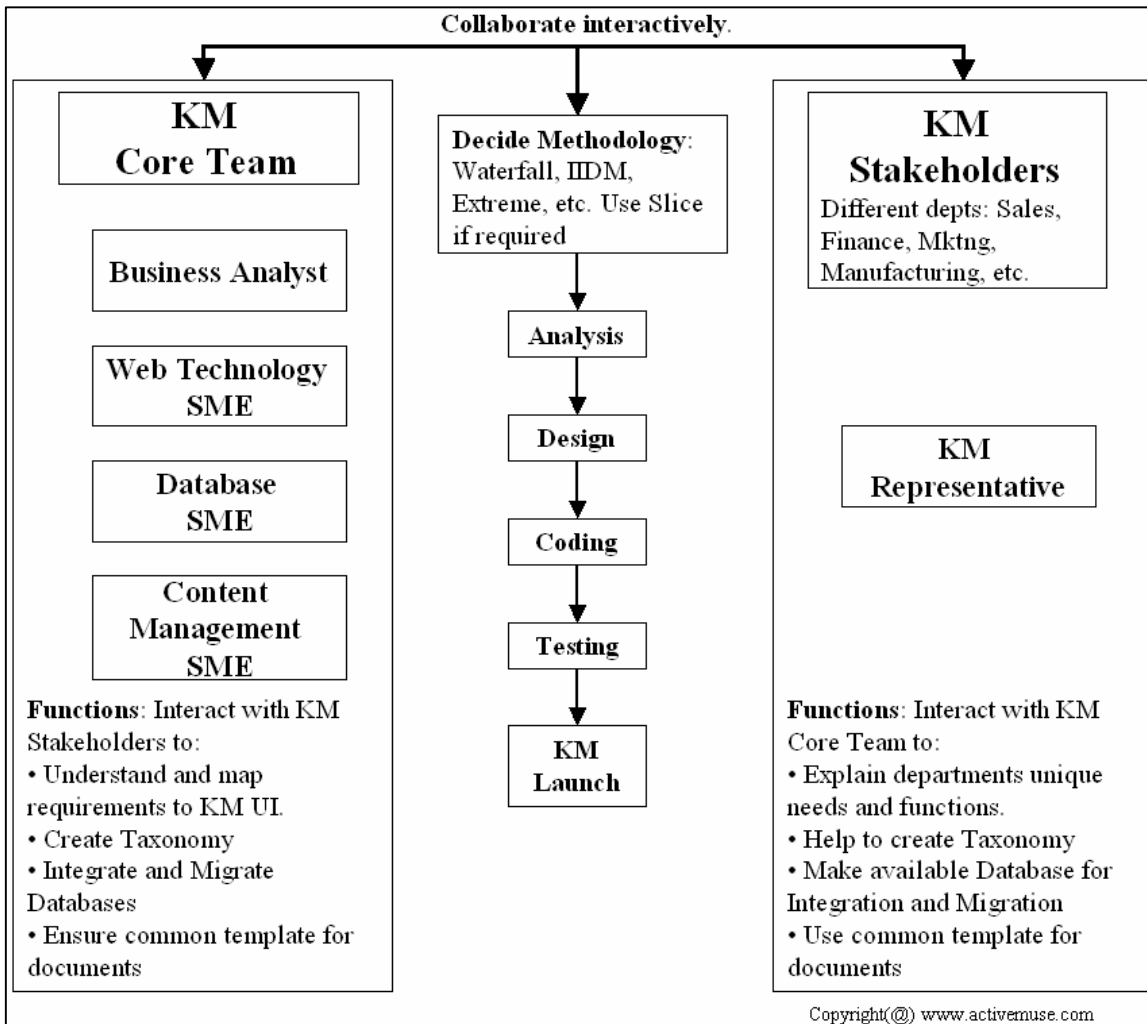 Collaborate interactively.
KM
Core Team
Business Analyst
Web Technology
SME
Database
SME
Content
Management
SME
Functions: Interact with KM
Stakeholders to:
• Understand and map
requirements to KM UI.
• Create Taxonomy
• Integrate and Migrate
Databases
• Ensure common template for
documents
Decide Methodology:
Waterfall, IIDM,
Extreme, etc. Use Slice
if required
Analysis
Design
Coding
Testing
KM
Launch
KM
Stakeholders
Different depts: Sales,
Finance, Mktng,
Manufacturing, etc.
KM
Representative
Functions: Interact with KM
Core Team to:
• Explain departments unique
needs and functions.
• Help to create Taxonomy
• Make available Database for
Integration and Migration
• Use common template for
documents
Copyright(@) www.activemuse.com